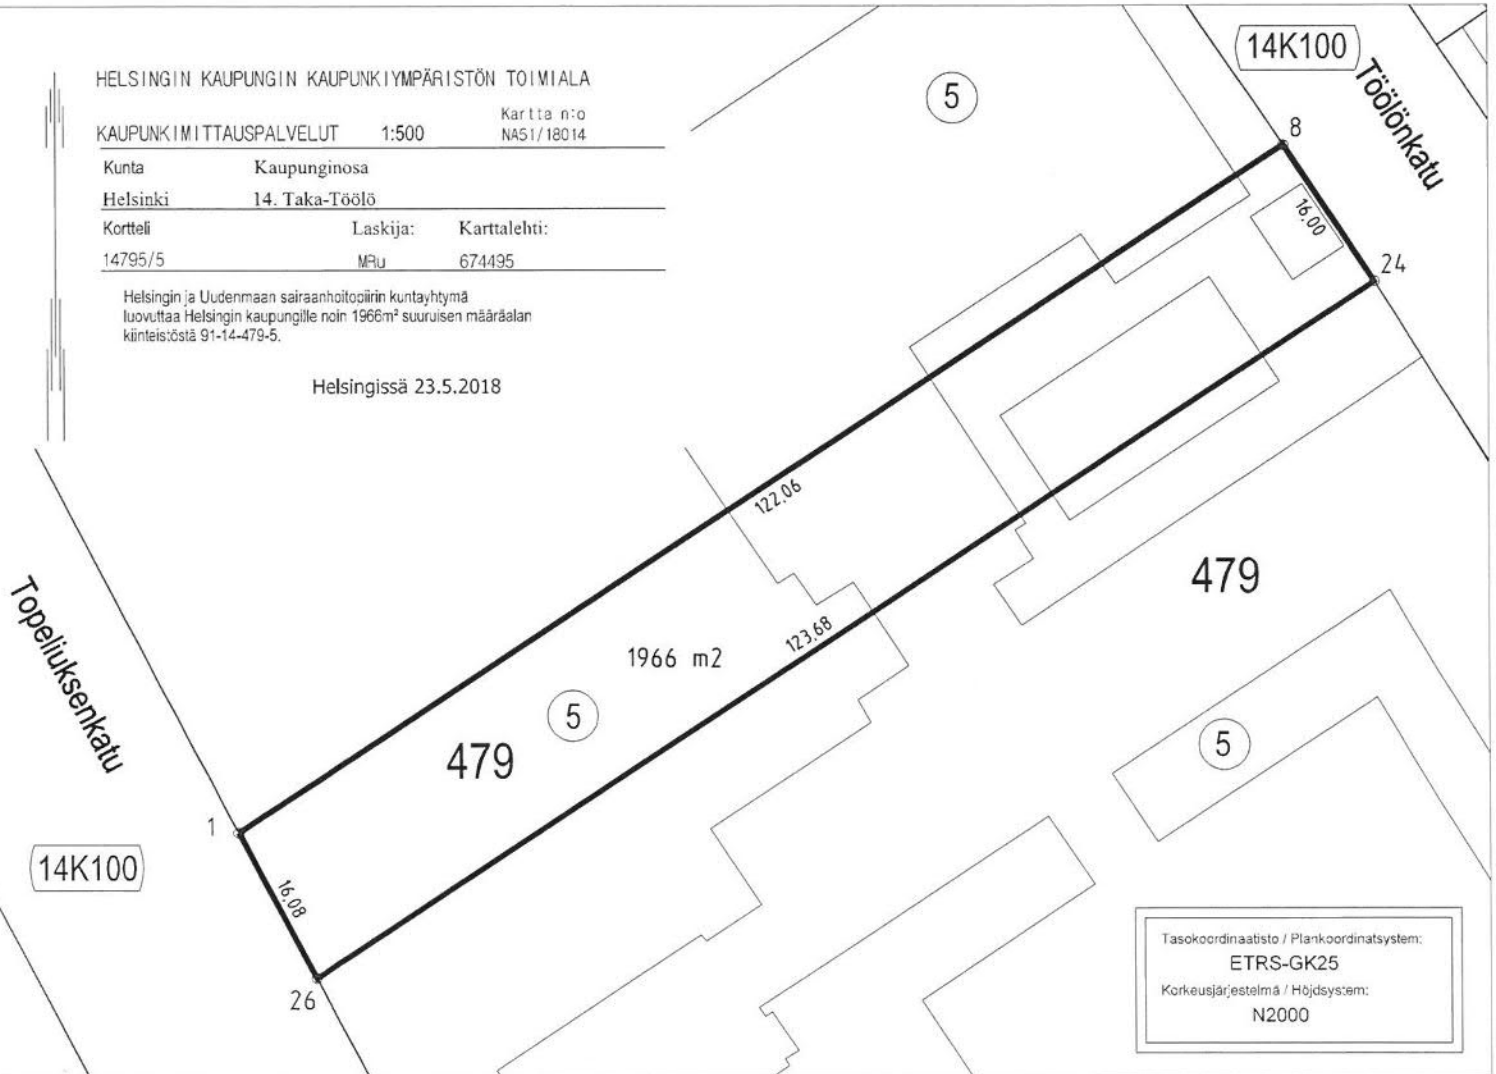 HELSINGIN KAUPUNGIN KAUPUNKIYMPÄRISTÖN TOIMIALA
KAUPUNKIMITTAUSPALVELUT 1:500 Kartta n:o
NA51/18014
Kunta Kaupunginosa
Helsinki 14. Taka-Töölö
Kortteli Laskija: Karttalehti:
14795/5 MRu 674495
Helsingin ja Uudenmaan sairaanhoitopiirin kuntayhtymä
luovuttaa Helsingin kaupungille noin 1966m² suuruisen määräalan
kiinteistöstä 91-14-479-5.
Helsingissä 23.5.2018
14K100
Töölönkatu
5
8
16.00
24
122.06
479
123.68
1966 m2
5
479
5
Topeliuksenkatu
1
14K100
16.08
26
Tasokoordinaatisto / Plankoordinatsystem:
ETRS-GK25
Korkeusjärjestelmä / Höjdsystem:
N2000